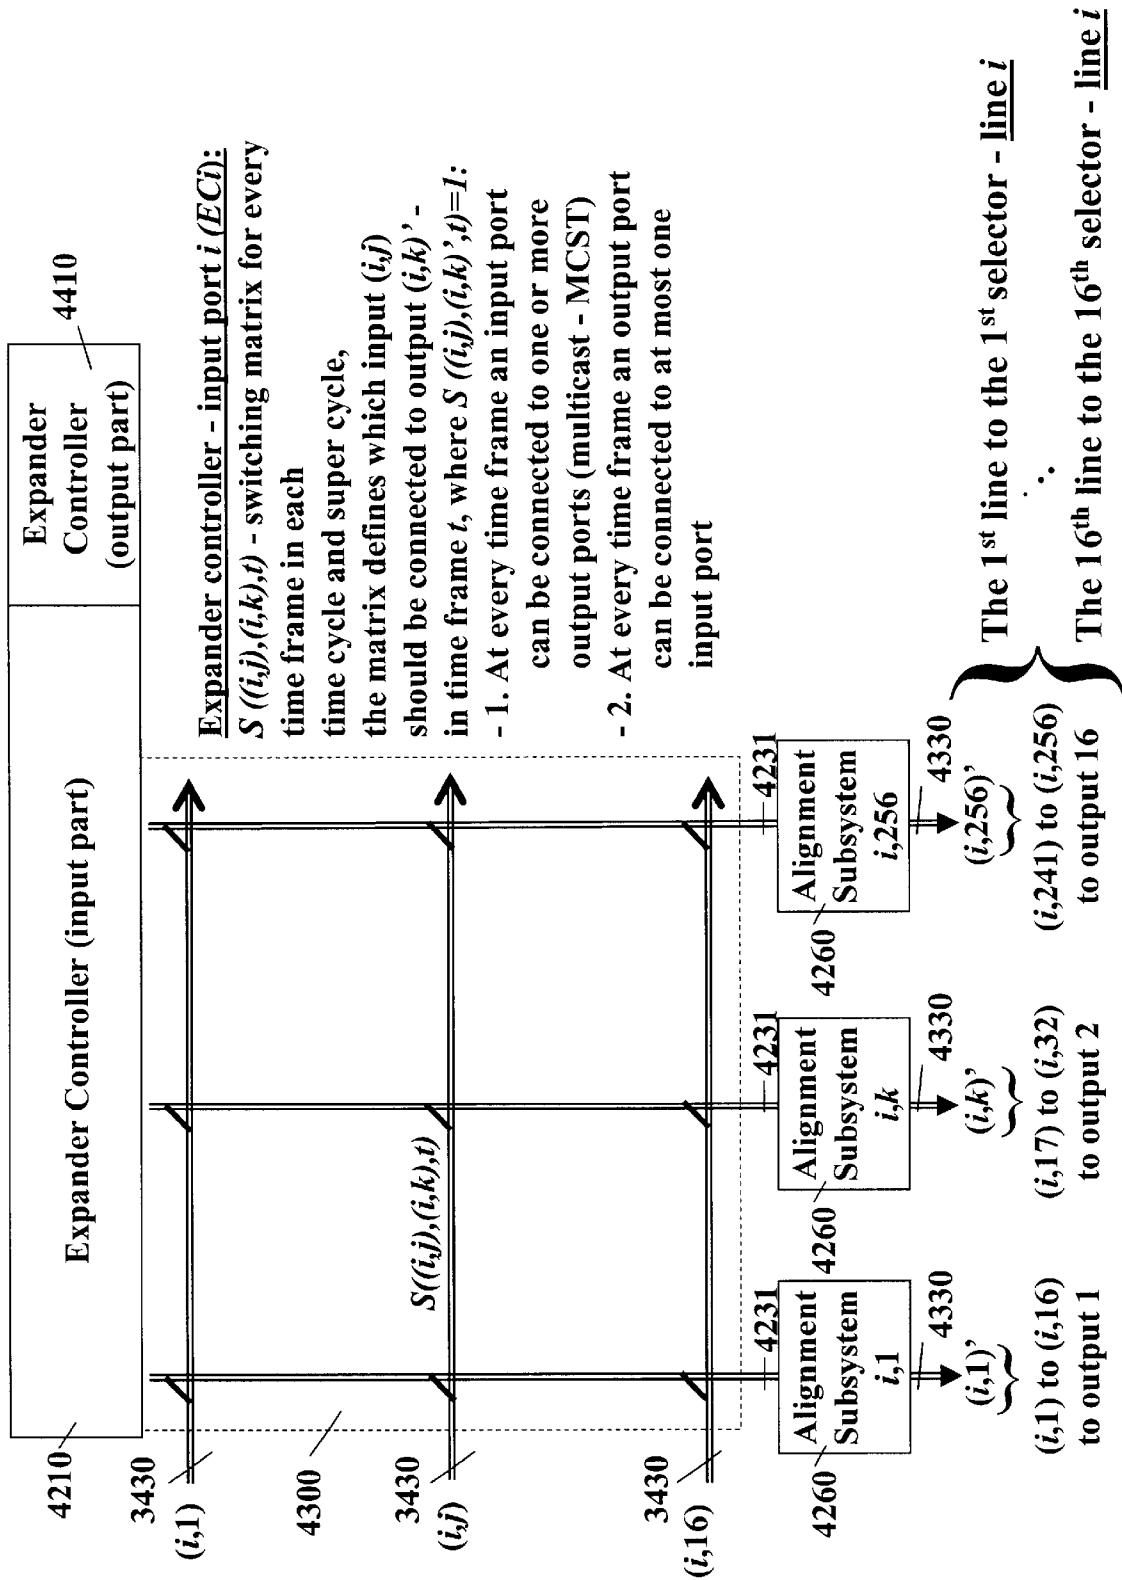 4210
Expander Controller (input part)
Expander
Controller
(output part)
4410
3430
(i,1)
4300
3430
(i,j)
S((i,j),(i,k),t)
3430
(i,16)
Expander controller - input port i (ECi):
S ((i,j),(i,k),t) - switching matrix for every
time frame in each
time cycle and super cycle,
the matrix defines which input (i,j)
should be connected to output (i,k)’ -
in time frame t, where S ((i,j),(i,k)’,t)=1:
- 1. At every time frame an input port
can be connected to one or more
output ports (multicast - MCST)
- 2. At every time frame an output port
can be connected to at most one
input port
4231
4231
4231
4260
Alignment
Subsystem
i,1
4260
Alignment
Subsystem
i,k
4260
Alignment
Subsystem
i,256
4330
4330
4330
(i,1)’
(i,k)’
(i,256)’
(i,1) to (i,16)
to output 1
(i,17) to (i,32)
to output 2
(i,241) to (i,256)
to output 16
The 1st line to the 1st selector - line i
The 16th line to the 16th selector - line i